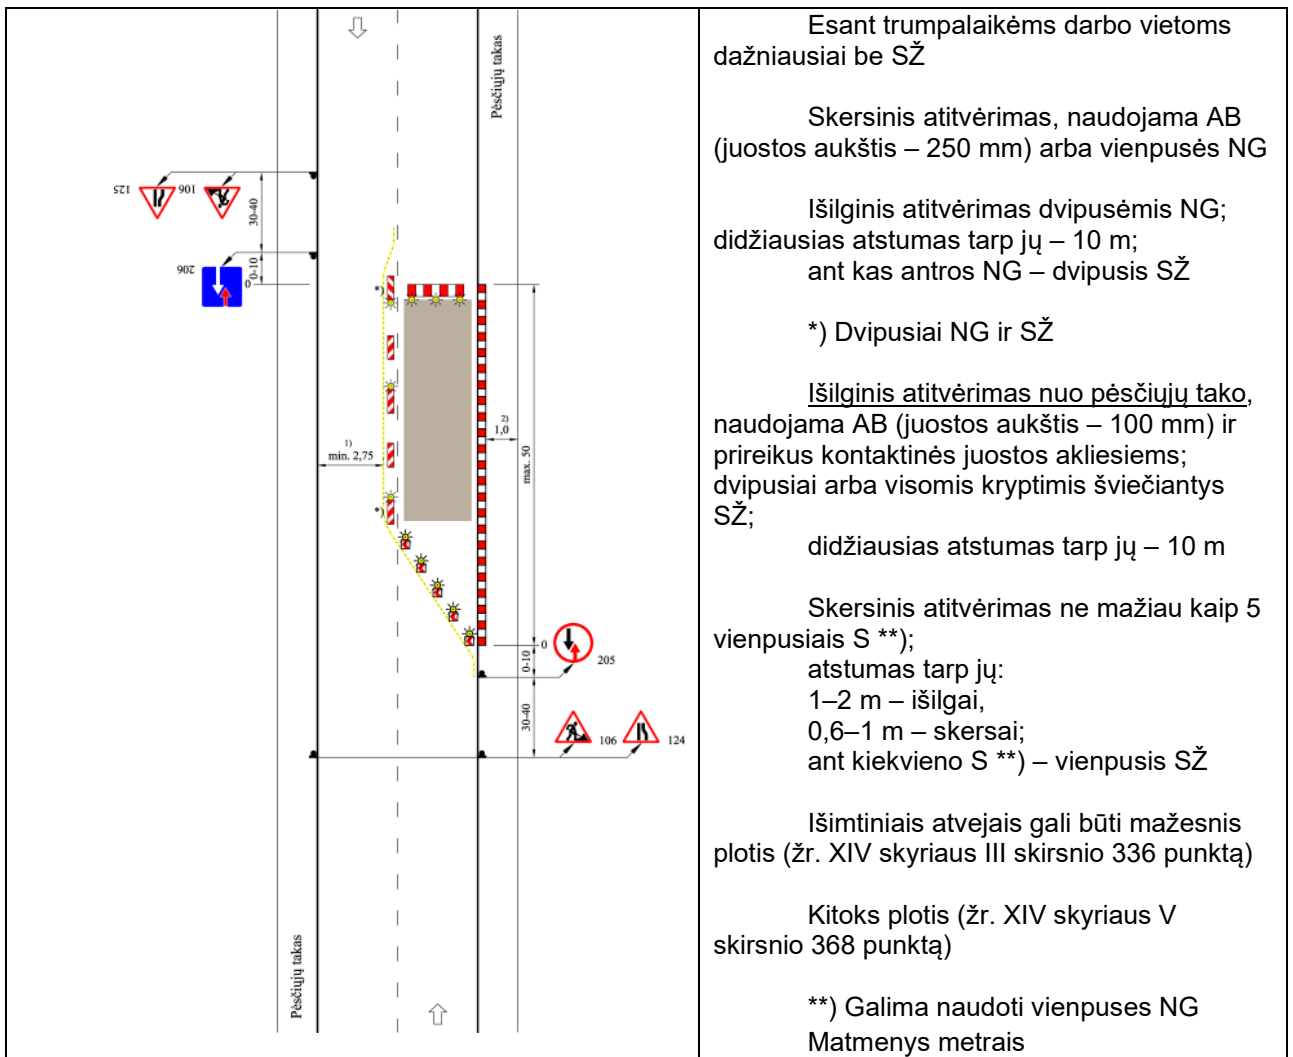 Pėsčiųjų takas
125
106
30-40
206
0-10
0
*)
1)
min. 2,75
*)
2)
1,0
max. 50
0
0-10
205
30-40
106
124
Pėsčiųjų takas
Esant trumpalaikėms darbo vietoms
dažniausiai be SŽ
Skersinis atitvėrimas, naudojama AB
(juostos aukštis – 250 mm) arba vienpusės NG
Išilginis atitvėrimas dvipusėmis NG;
didžiausias atstumas tarp jų – 10 m;
ant kas antros NG – dvipusis SŽ
*) Dvipusiai NG ir SŽ
Išilginis atitvėrimas nuo pėsčiųjų tako,
naudojama AB (juostos aukštis – 100 mm) ir
prireikus kontaktinės juostos akliesiems;
dvipusiai arba visomis kryptimis šviečiantys
SŽ;
didžiausias atstumas tarp jų – 10 m
Skersinis atitvėrimas ne mažiau kaip 5
vienpusiais S **);
atstumas tarp jų:
1–2 m – išilgai,
0,6–1 m – skersai;
ant kiekvieno S **) – vienpusis SŽ
Išimtiniais atvejais gali būti mažesnis
plotis (žr. XIV skyriaus III skirsnio 336 punktą)
Kitoks plotis (žr. XIV skyriaus V
skirsnio 368 punktą)
**) Galima naudoti vienpuses NG
Matmenys metrais